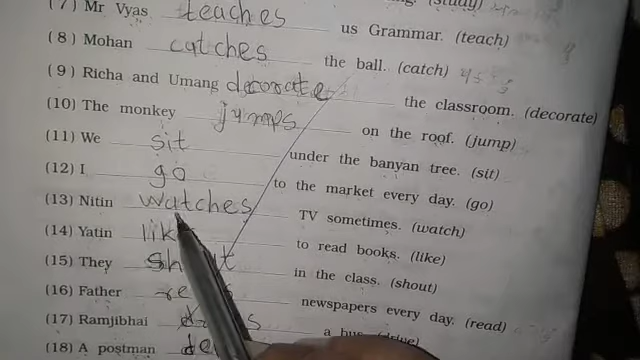 (study)
(7) Mr Vyas teaches us Grammar. (teach)
(8) Mohan catches the ball. (catch)
(9) Richa and Umang decorate the classroom. (decorate)
(10) The monkey jumps on the roof. (jump)
(11) We sit under the banyan tree. (sit)
(12) I go to the market every day. (go)
(13) Nitin watches TV sometimes. (watch)
(14) Yatin to read books. (like)
(15) They in the class. (shout)
(16) Father newspapers every day. (read)
(17) Ramjibhai a bus. (drive)
(18) A postman